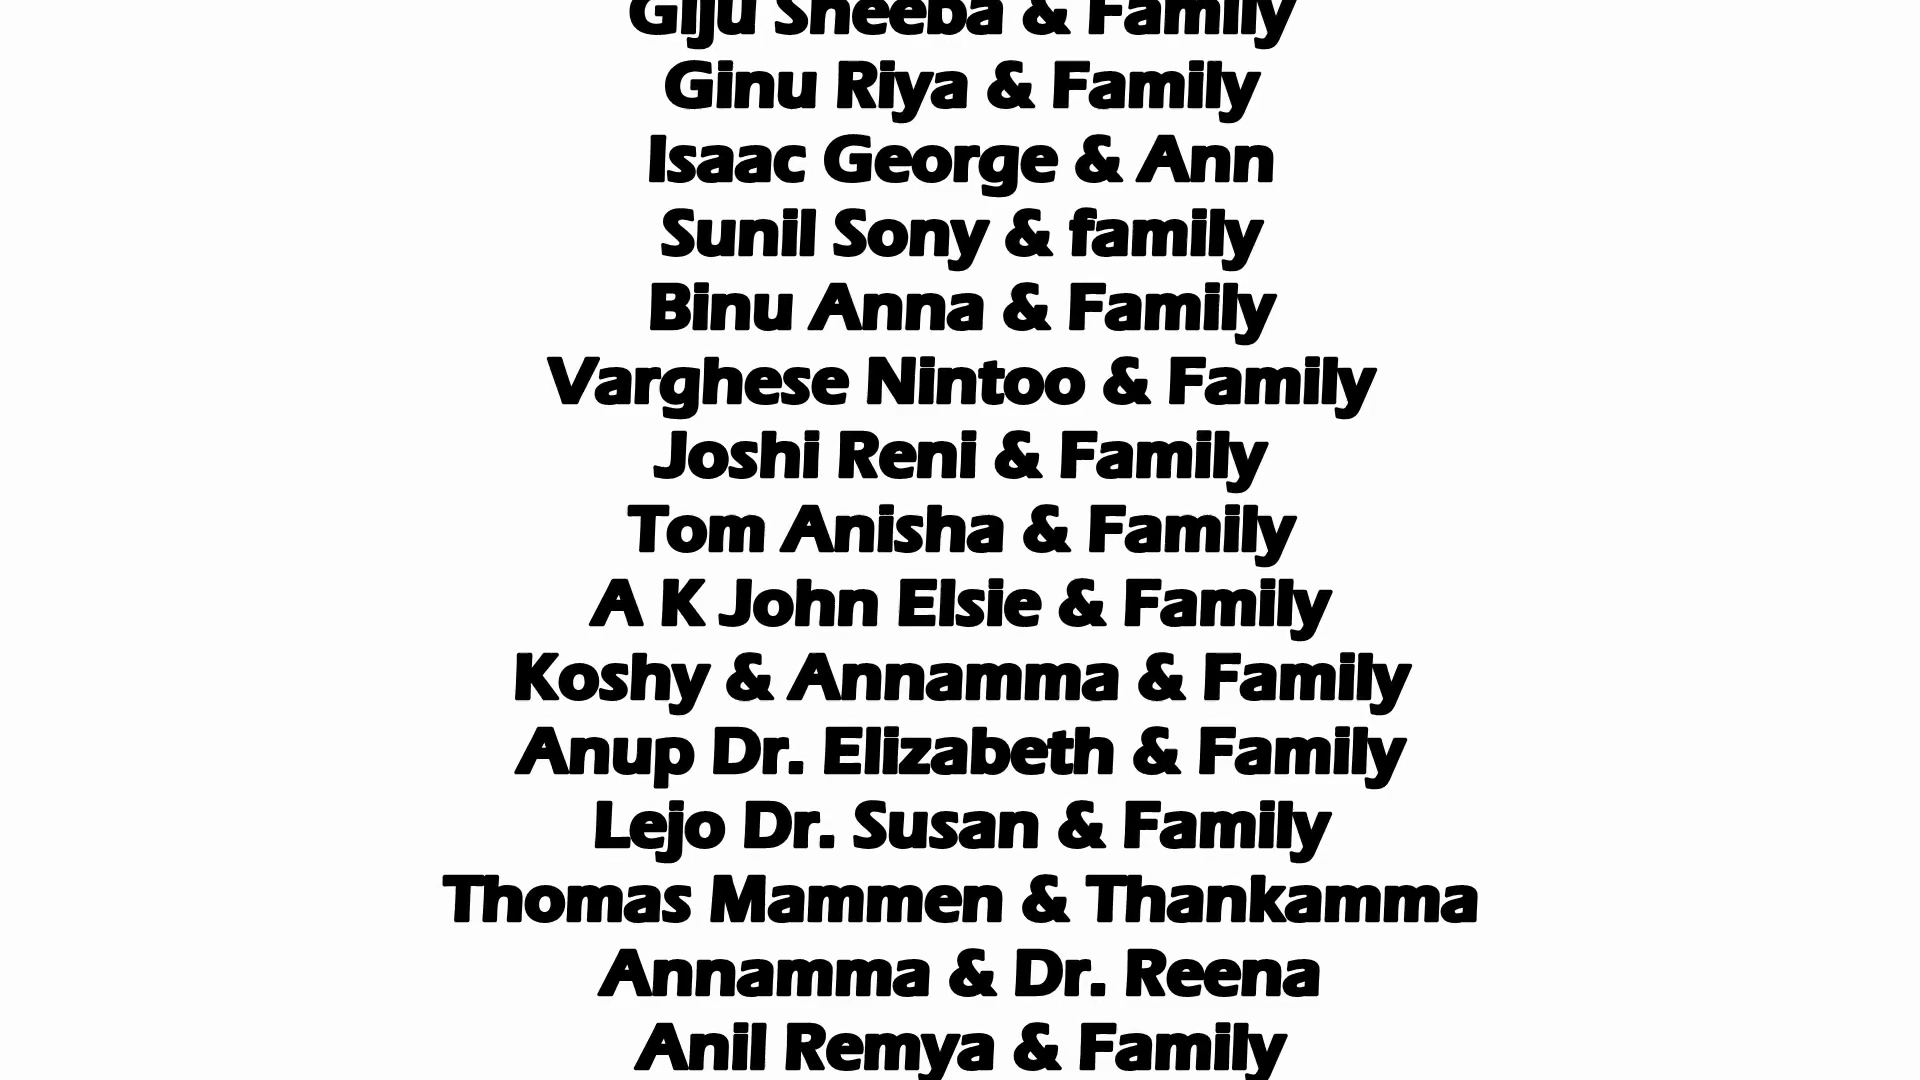 Giju Sheeba & Family
Ginu Riya & Family
Isaac George & Ann
Sunil Sony & family
Binu Anna & Family
Varghese Nintoo & Family
Joshi Reni & Family
Tom Anisha & Family
A K John Elsie & Family
Koshy & Annamma & Family
Anup Dr. Elizabeth & Family
Lejo Dr. Susan & Family
Thomas Mammen & Thankamma
Annamma & Dr. Reena
Anil Remya & Family